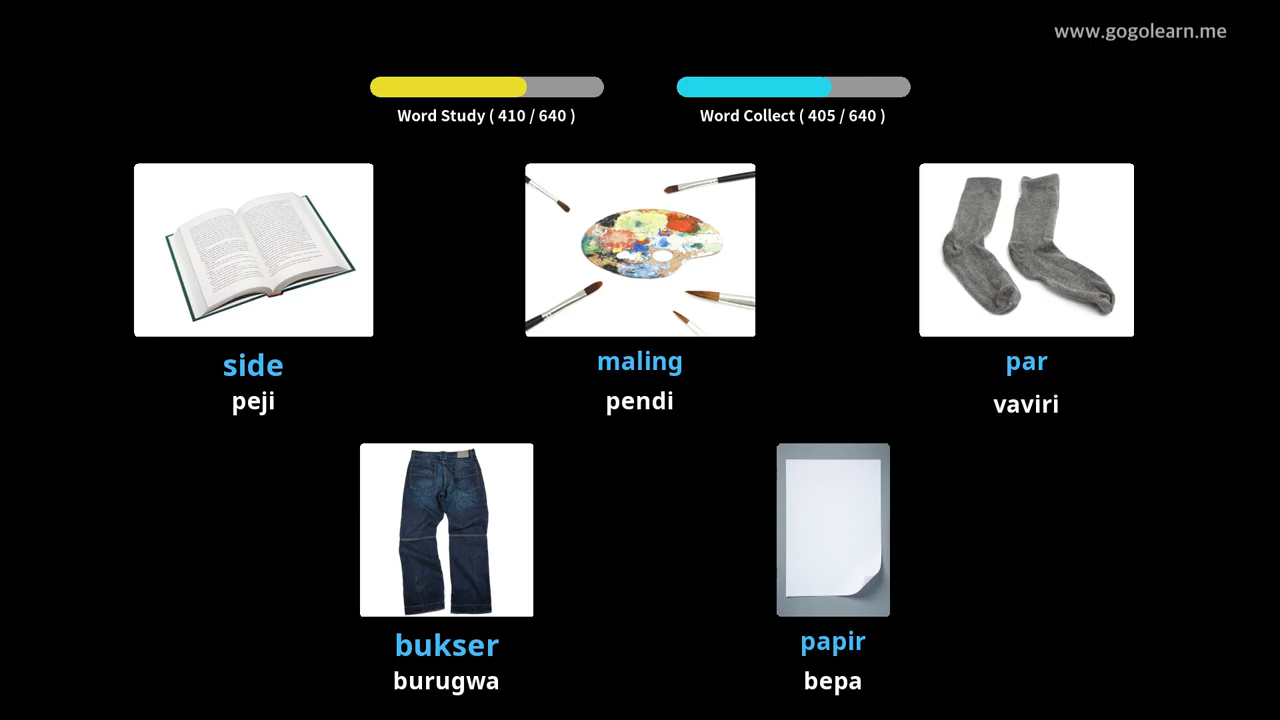 www.gogolearn.me
Word Study ( 410 / 640 )
Word Collect ( 405 / 640 )
side
peji
maling
pendi
par
vaviri
bukser
burugwa
papir
bepa